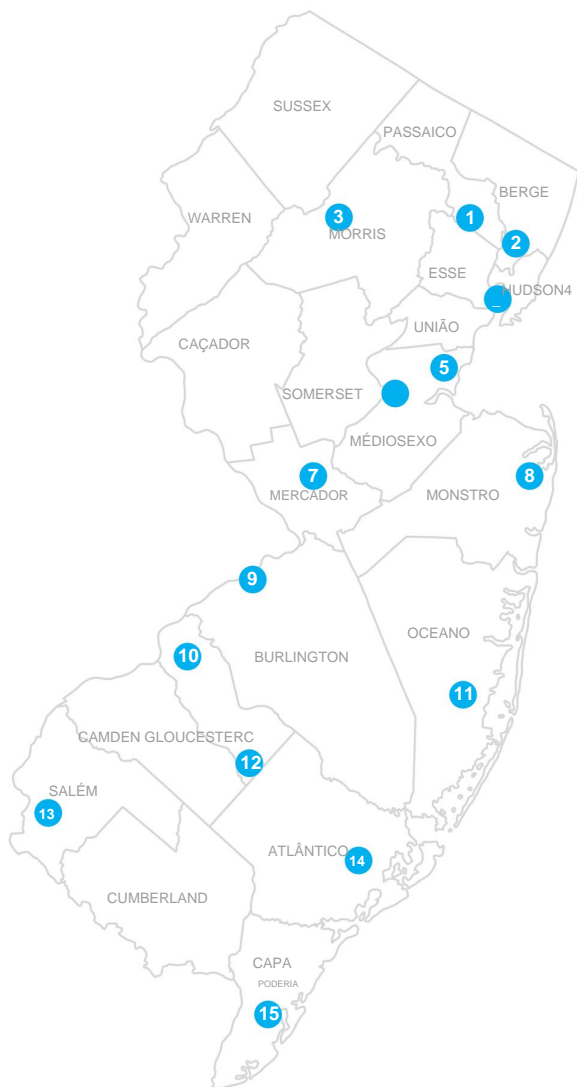 SUSSEX
PASSAICO
BERGE
WARREN
1
3
MORRIS
2
ESSE
HUDSON4
_
UNIÃO
CAÇADOR
5
SOMERSET
MÉDIOSEXO
7
8
MERCADOR
MONSTRO
9
OCEANO
10
BURLINGTON
11
CAMDEN GLOUCESTERC
12
SALÉM
13
ATLÂNTICO
14
CUMBERLAND
CAPA
PODERIA
15